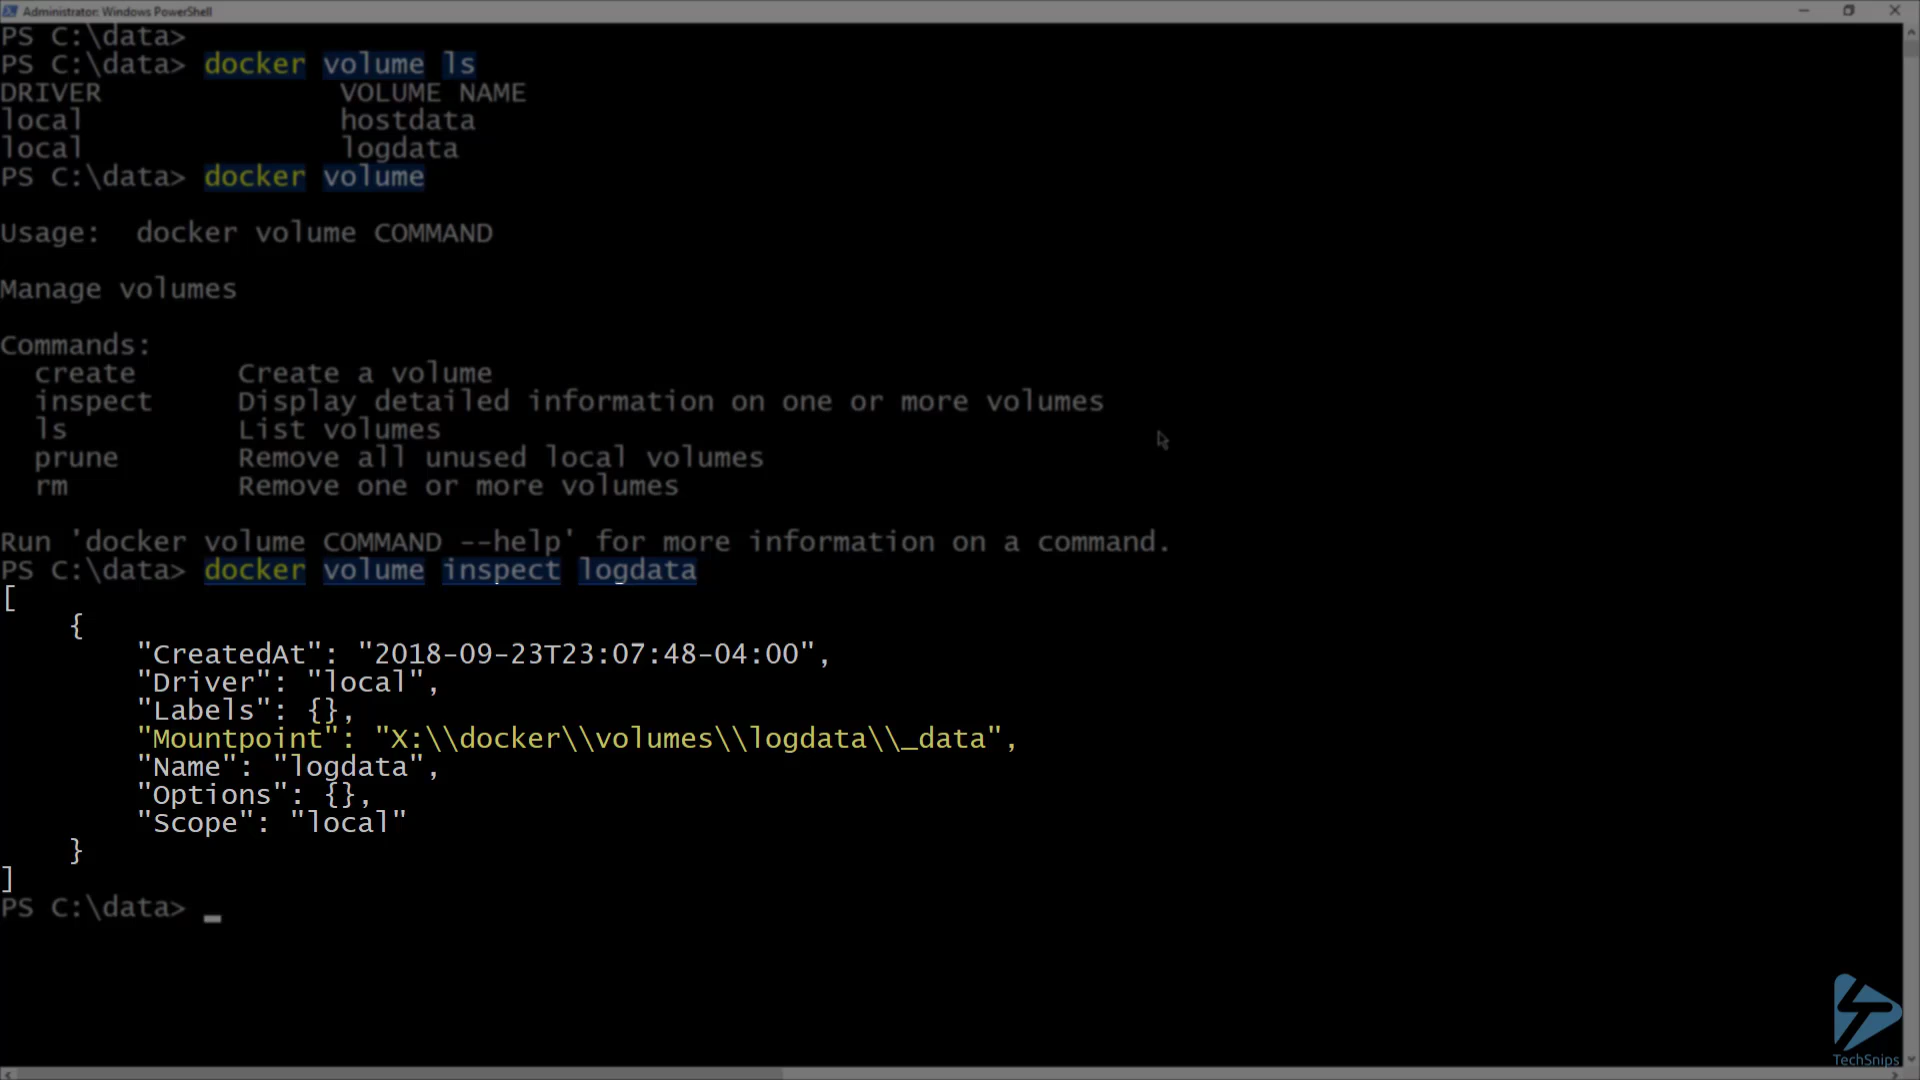 Administrator: Windows PowerShell
PS C:\data>
PS C:\data> docker volume ls
DRIVER              VOLUME NAME
local               hostdata
local               logdata
PS C:\data> docker volume

Usage:  docker volume COMMAND

Manage volumes

Commands:
  create      Create a volume
  inspect     Display detailed information on one or more volumes
  ls          List volumes
  prune       Remove all unused local volumes
  rm          Remove one or more volumes

Run 'docker volume COMMAND --help' for more information on a command.
PS C:\data> docker volume inspect logdata
[
    {
        "CreatedAt": "2018-09-23T23:07:48-04:00",
        "Driver": "local",
        "Labels": {},
        "Mountpoint": "X:\\docker\\volumes\\logdata\\_data",
        "Name": "logdata",
        "Options": {},
        "Scope": "local"
    }
]
PS C:\data> _
TechSnips